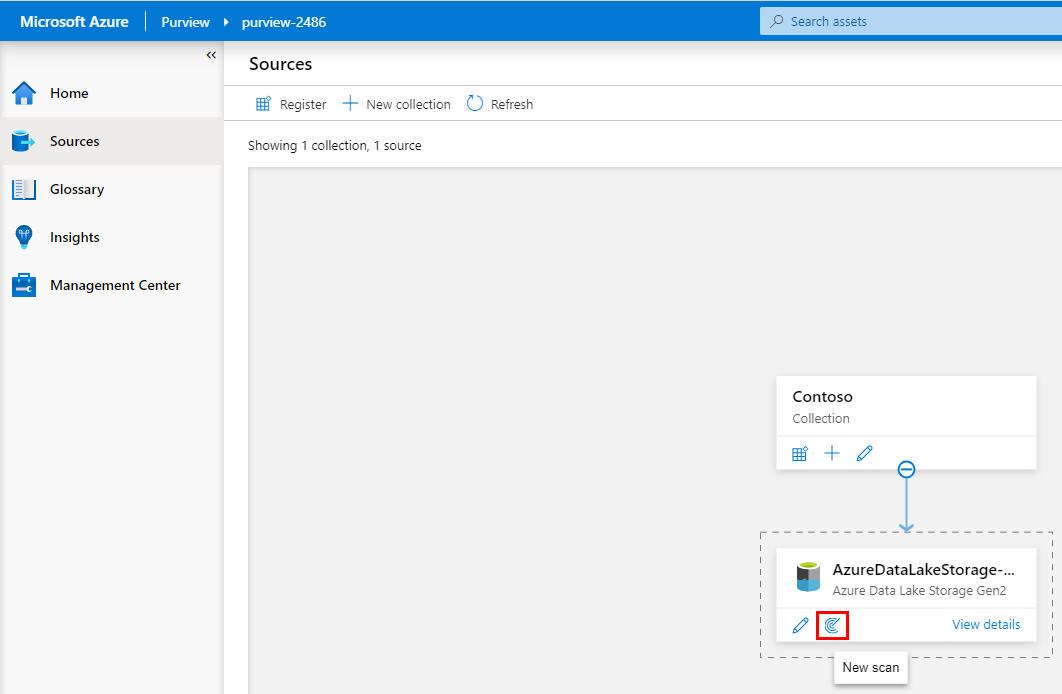 Microsoft Azure Purview purview-2486 Search assets
Home
Sources
Glossary
Insights
Management Center
Sources
Register New collection Refresh
Showing 1 collection, 1 source
Contoso
Collection
AzureDataLakeStorage-...
Azure Data Lake Storage Gen2
View details
New scan